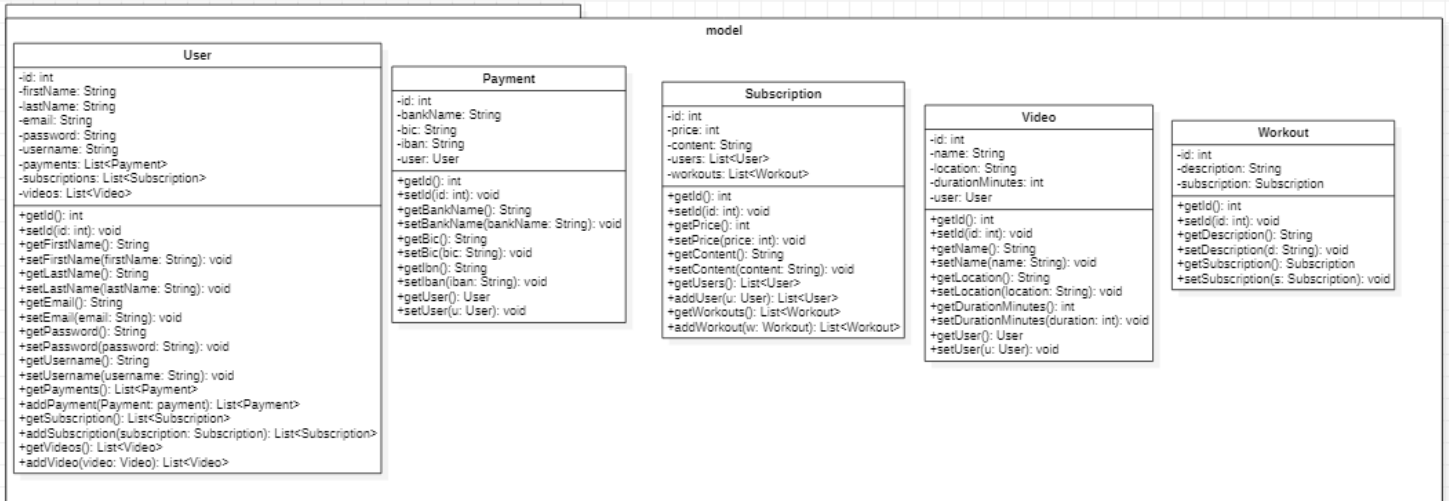 model
User
-id: int
-firstName: String
-lastName: String
-email: String
-password: String
-username: String
-payments: List<Payment>
-subscriptions: List<Subscription>
-videos: List<Video>
+getId(): int
+setId(id: int): void
+getFirstName(): String
+setFirstName(firstName: String): void
+getLastName(): String
+setLastName(lastName: String): void
+getEmail(): String
+setEmail(email: String): void
+getPassword(): String
+setPassword(password: String): void
+getUsername(): String
+setUsername(username: String): void
+getPayments(): List<Payment>
+addPayment(Payment: payment): List<Payment>
+getSubscription(): List<Subscription>
+addSubscription(subscription: Subscription): List<Subscription>
+getVideos(): List<Video>
+addVideo(video: Video): List<Video>
Payment
-id: int
-bankName: String
-bic: String
-iban: String
-user: User
+getId(): int
+setId(id: int): void
+getBankName(): String
+setBankName(bankName: String): void
+getBic(): String
+setBic(bic: String): void
+getIbn(): String
+setIban(iban: String): void
+getUser(): User
+setUser(u: User): void
Subscription
-id: int
-price: int
-content: String
-users: List<User>
-workouts: List<Workout>
+getId(): int
+setId(id: int): void
+getPrice(): int
+setPrice(price: int): void
+getContent(): String
+setContent(content: String): void
+getUsers(): List<User>
+addUser(u: User): List<User>
+getWorkouts(): List<Workout>
+addWorkout(w: Workout): List<Workout>
Video
-id: int
-name: String
-location: String
-durationMinutes: int
-user: User
+getId(): int
+setId(id: int): void
+getName(): String
+setName(name: String): void
+getLocation(): String
+setLocation(location: String): void
+getDurationMinutes(): int
+setDurationMinutes(duration: int): void
+getUser(): User
+setUser(u: User): void
Workout
-id: int
-description: String
-subscription: Subscription
+getId(): int
+setId(id: int): void
+getDescription(): String
+setDescription(d: String): void
+getSubscription(): Subscription
+setSubscription(s: Subscription): void